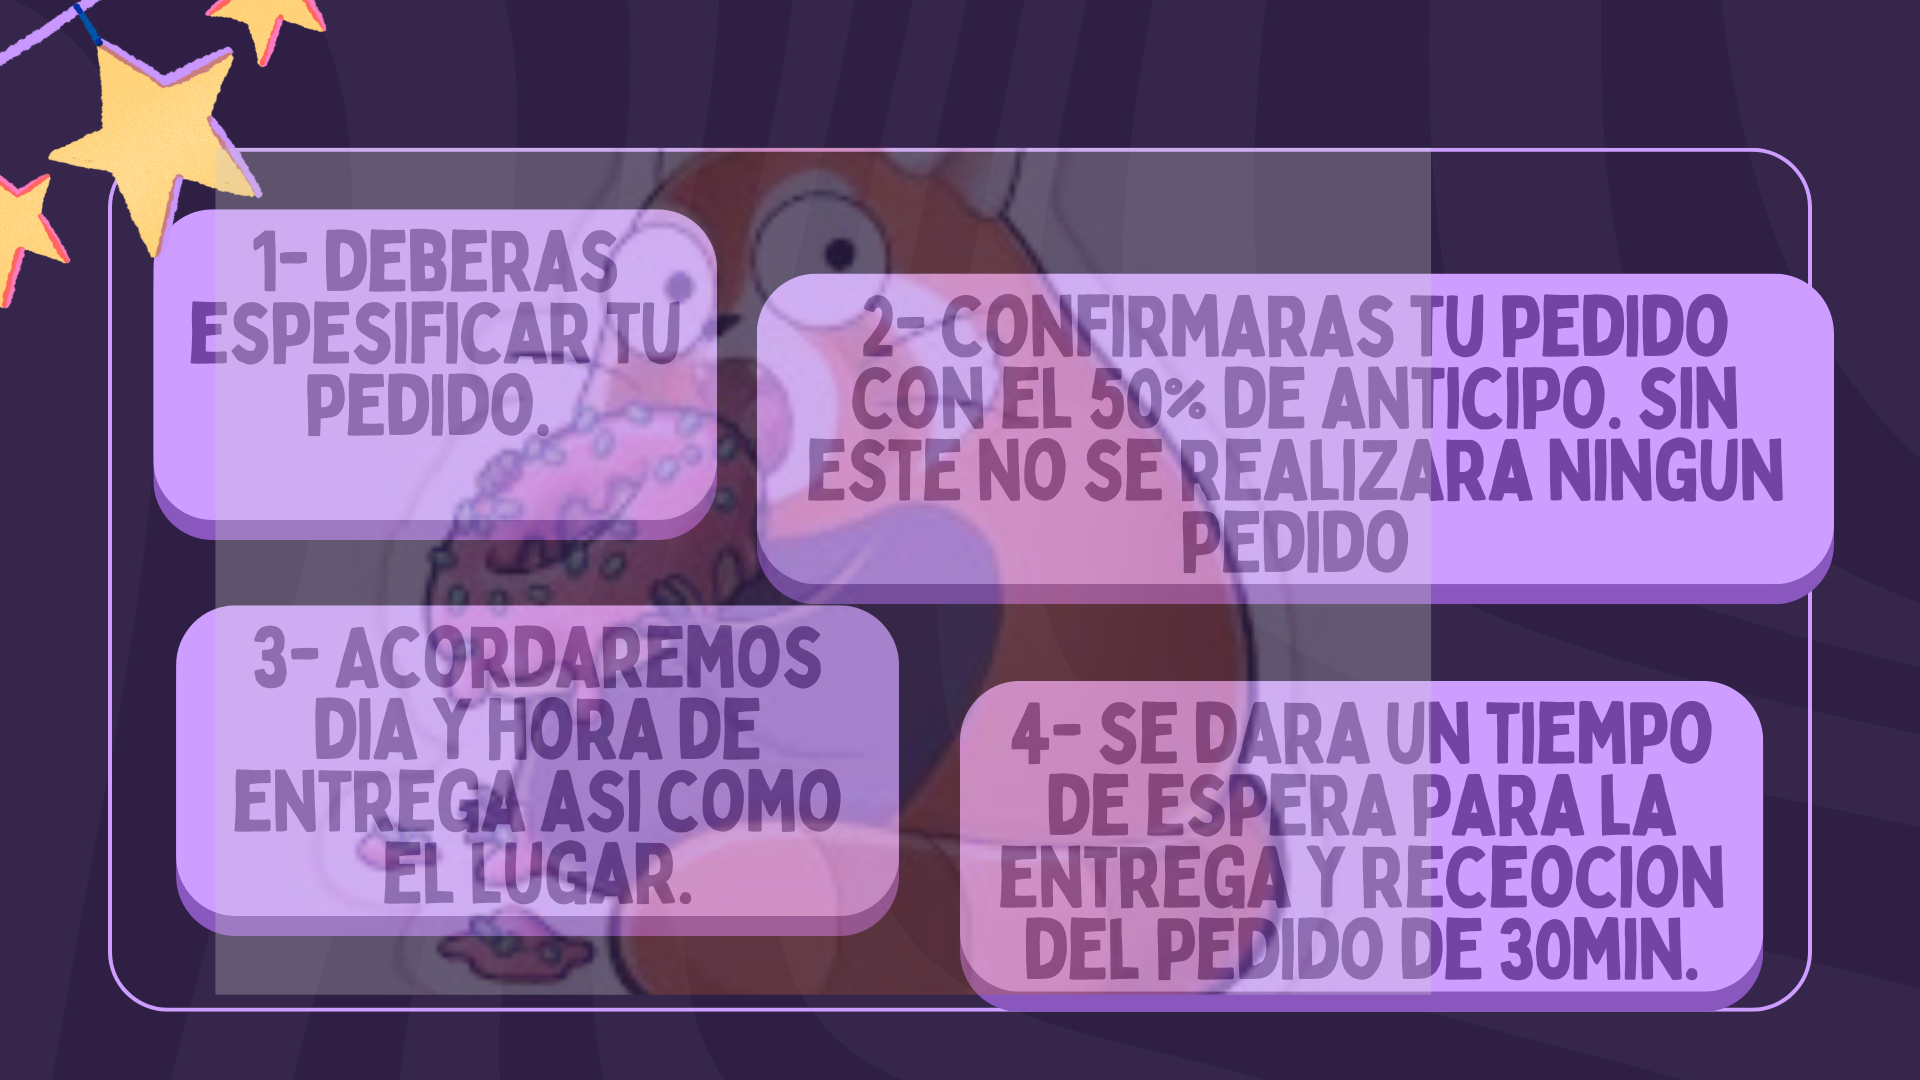 1- DEBERAS
ESPESIFICAR TU
PEDIDO.
2- CONFIRMARAS TU PEDIDO
CON EL 50% DE ANTICIPO. SIN
ESTE NO SE REALIZARA NINGUN
PEDIDO
3- ACORDAREMOS
DIA Y HORA DE
ENTREGA ASI COMO
EL LUGAR.
4- SE DARA UN TIEMPO
DE ESPERA PARA LA
ENTREGA Y RECEOCION
DEL PEDIDO DE 30MIN.